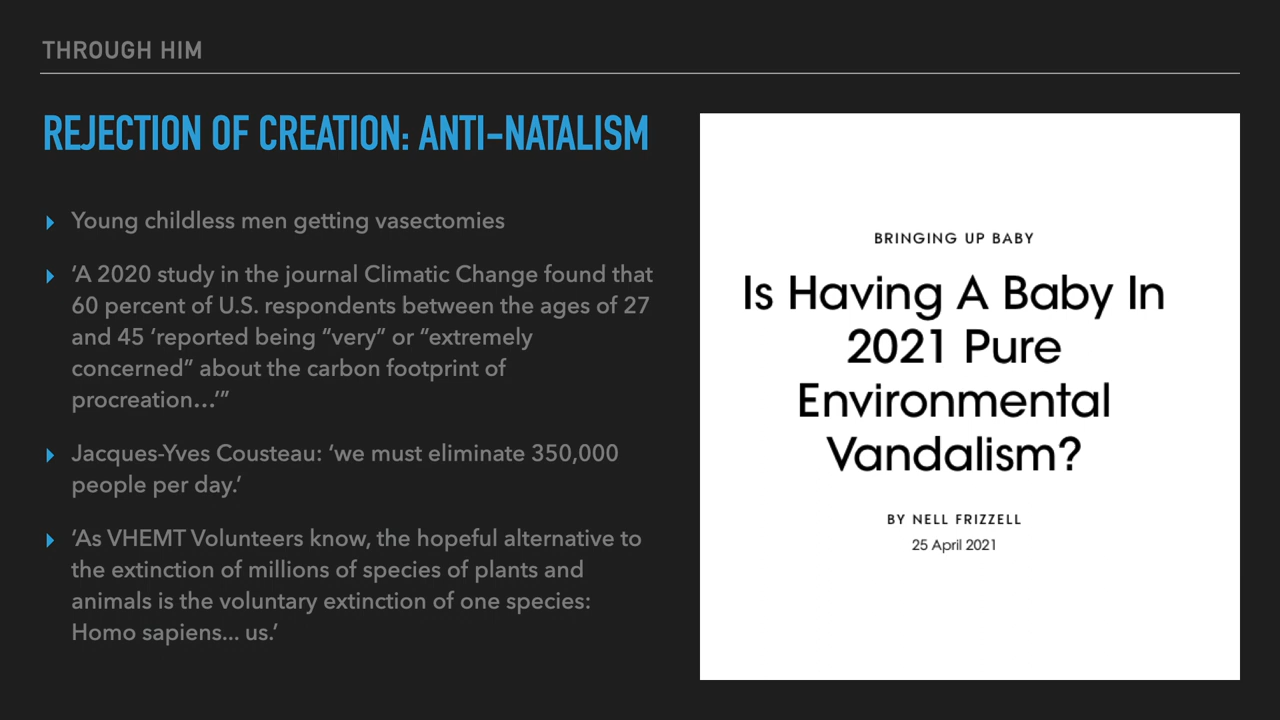 THROUGH HIM
REJECTION OF CREATION: ANTI-NATALISM
Young childless men getting vasectomies
‘A 2020 study in the journal Climatic Change found that
60 percent of U.S. respondents between the ages of 27
and 45 ‘reported being “very” or “extremely
concerned” about the carbon footprint of
procreation…’”
Jacques-Yves Cousteau: ‘we must eliminate 350,000
people per day.’
‘As VHEMT Volunteers know, the hopeful alternative to
the extinction of millions of species of plants and
animals is the voluntary extinction of one species:
Homo sapiens... us.’
BRINGING UP BABY
Is Having A Baby In
2021 Pure
Environmental
Vandalism?
BY NELL FRIZZELL
25 April 2021